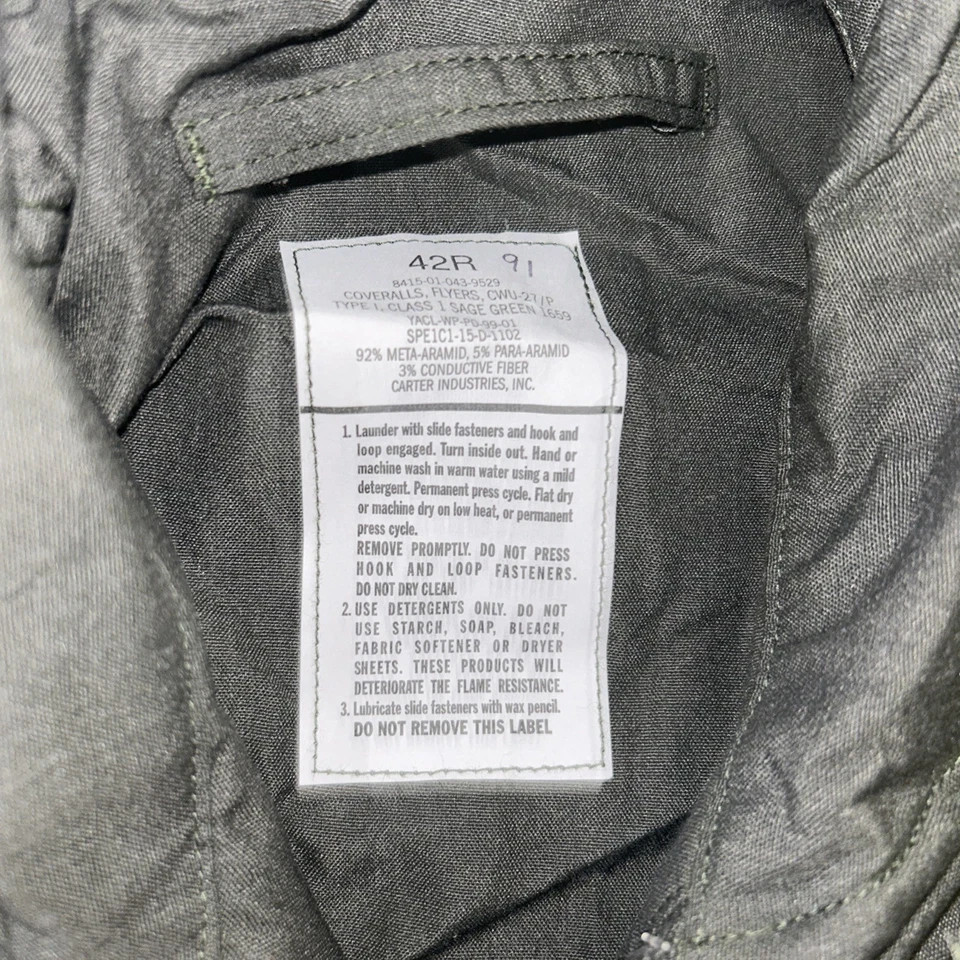 42R 91
8415-01-043-9529
COVERALLS, FLYERS, CWU-27/P
TYPE I, CLASS 1 SAGE GREEN 1659
YACL-WP-PD-99-01
SPE1C1-15-D-1102
92% META-ARAMID, 5% PARA-ARAMID
3% CONDUCTIVE FIBER
CARTER INDUSTRIES, INC.
1. Launder with slide fasteners and hook and
loop engaged. Turn inside out. Hand or
machine wash in warm water using a mild
detergent. Permanent press cycle. Flat dry
or machine dry on low heat, or permanent
press cycle.
REMOVE PROMPTLY. DO NOT PRESS
HOOK AND LOOP FASTENERS.
DO NOT DRY CLEAN.
2. USE DETERGENTS ONLY. DO NOT
USE STARCH, SOAP, BLEACH,
FABRIC SOFTENER OR DRYER
SHEETS. THESE PRODUCTS WILL
DETERIORATE THE FLAME RESISTANCE.
3. Lubricate slide fasteners with wax pencil.
DO NOT REMOVE THIS LABEL